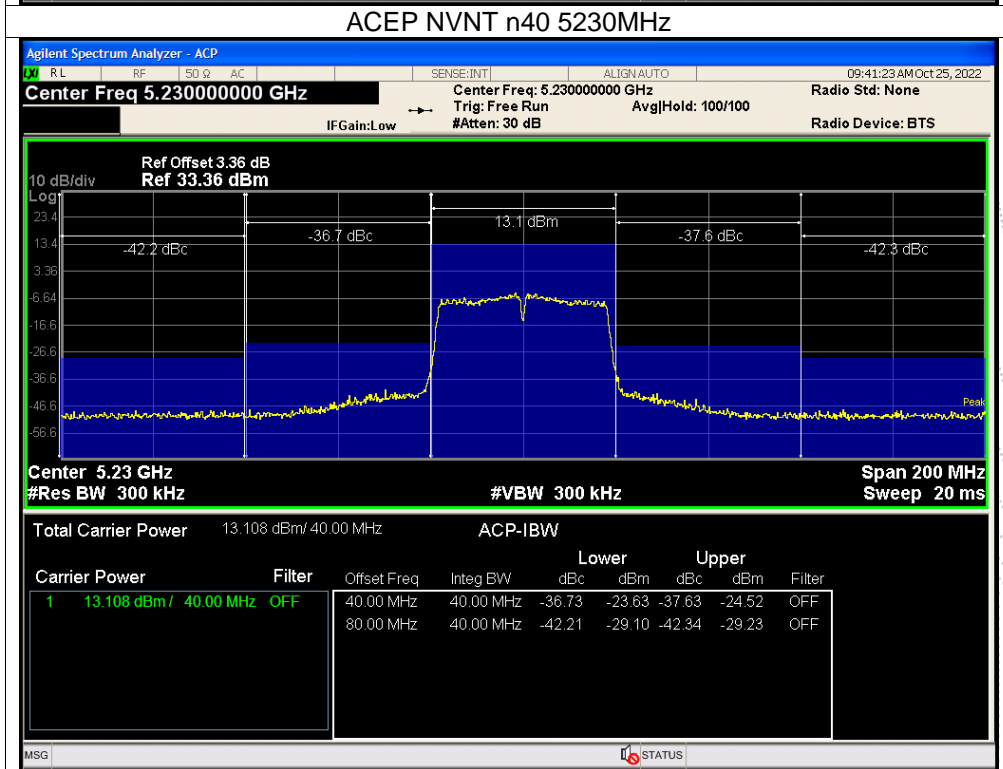 ACEP NVNT n40 5230MHz
Agilent Spectrum Analyzer - ACP
LXI RL RF 50 Ω AC SENSE:INT ALIGN AUTO 09:41:23 AM Oct 25, 2022
Center Freq 5.230000000 GHz Center Freq: 5.230000000 GHz Radio Std: None
Trig: Free Run Avg|Hold: 100/100
IFGain:Low #Atten: 30 dB Radio Device: BTS
Ref Offset 3.36 dB
10 dB/div Ref 33.36 dBm
Log
23.4
13.4
3.36
-6.64
-16.6
-26.6
-36.6
-46.6
-56.6
-42.2 dBc -36.7 dBc 13.1 dBm -37.6 dBc -42.3 dBc
Peak
Center 5.23 GHz Span 200 MHz
#Res BW 300 kHz #VBW 300 kHz Sweep 20 ms
Total Carrier Power 13.108 dBm/ 40.00 MHz ACP-IBW
Lower Upper
Carrier Power Filter Offset Freq Integ BW dBc dBm dBc dBm Filter
1 13.108 dBm / 40.00 MHz OFF 40.00 MHz 40.00 MHz -36.73 -23.63 -37.63 -24.52 OFF
80.00 MHz 40.00 MHz -42.21 -29.10 -42.34 -29.23 OFF
MSG STATUS